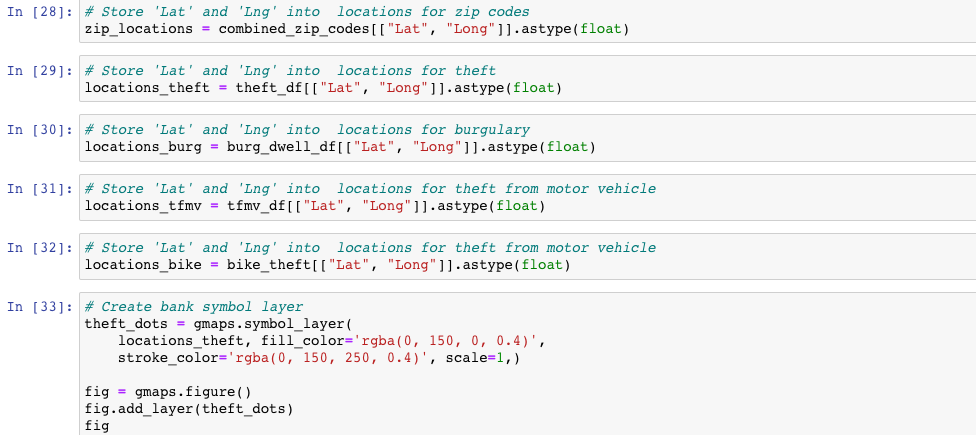 In [28]: # Store 'Lat' and 'Lng' into  locations for zip codes
zip_locations = combined_zip_codes[["Lat", "Long"]].astype(float)
In [29]: # Store 'Lat' and 'Lng' into  locations for theft
locations_theft = theft_df[["Lat", "Long"]].astype(float)
In [30]: # Store 'Lat' and 'Lng' into  locations for burgulary
locations_burg = burg_dwell_df[["Lat", "Long"]].astype(float)
In [31]: # Store 'Lat' and 'Lng' into  locations for theft from motor vehicle
locations_tfmv = tfmv_df[["Lat", "Long"]].astype(float)
In [32]: # Store 'Lat' and 'Lng' into  locations for theft from motor vehicle
locations_bike = bike_theft[["Lat", "Long"]].astype(float)
In [33]: # Create bank symbol layer
theft_dots = gmaps.symbol_layer(
    locations_theft, fill_color='rgba(0, 150, 0, 0.4)',
    stroke_color='rgba(0, 150, 250, 0.4)', scale=1,)
fig = gmaps.figure()
fig.add_layer(theft_dots)
fig